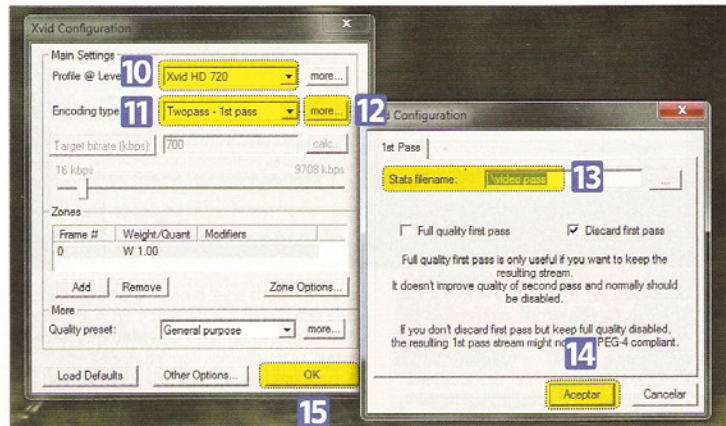 Xvid Configuration
Main Settings
Profile @ Leve
10
Xvid HD 720
more...
Encoding type
11
Twopass - 1st pass
more...
12
Target bitrate (kbps):
700
calc...
16 kbps
9708 kbps
Zones
Frame # Weight/Quant Modifiers
0 W 1.00
Add Remove Zone Options...
More
Quality preset: General purpose more...
Load Defaults Other Options... OK
15
d Configuration
1st Pass
Stats filename:
.\video.pass
13
...
Full quality first pass
Discard first pass
Full quality first pass is only useful if you want to keep the
resulting stream.
It doesn't improve quality of second pass and normally should
be disabled.
If you don't discard first pass but keep full quality disabled,
the resulting 1st pass stream might no PEG-4 compliant.
14
Aceptar Cancelar